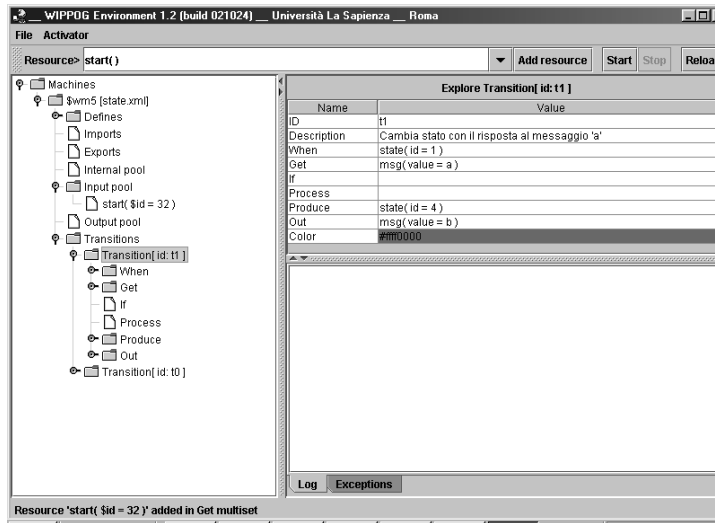 __ WIPPOG Environment 1.2 (build 021024) __ Università La Sapienza __ Roma
File Activator
Resource> start( ) Add resource Start Stop Reloa
Machines
$wm5 [state.xml]
Defines
Imports
Exports
Internal pool
Input pool
start( $id = 32 )
Output pool
Transitions
Transition[ id: t1 ]
When
Get
If
Process
Produce
Out
Transition[ id: t0 ]
Explore Transition[ id: t1 ]
Name Value
ID t1
Description Cambia stato con il risposta al messaggio 'a'
When state( id = 1 )
Get msg( value = a )
If
Process
Produce state( id = 4 )
Out msg( value = b )
Color #ffff0000
Log Exceptions
Resource 'start( $id = 32 )' added in Get multiset